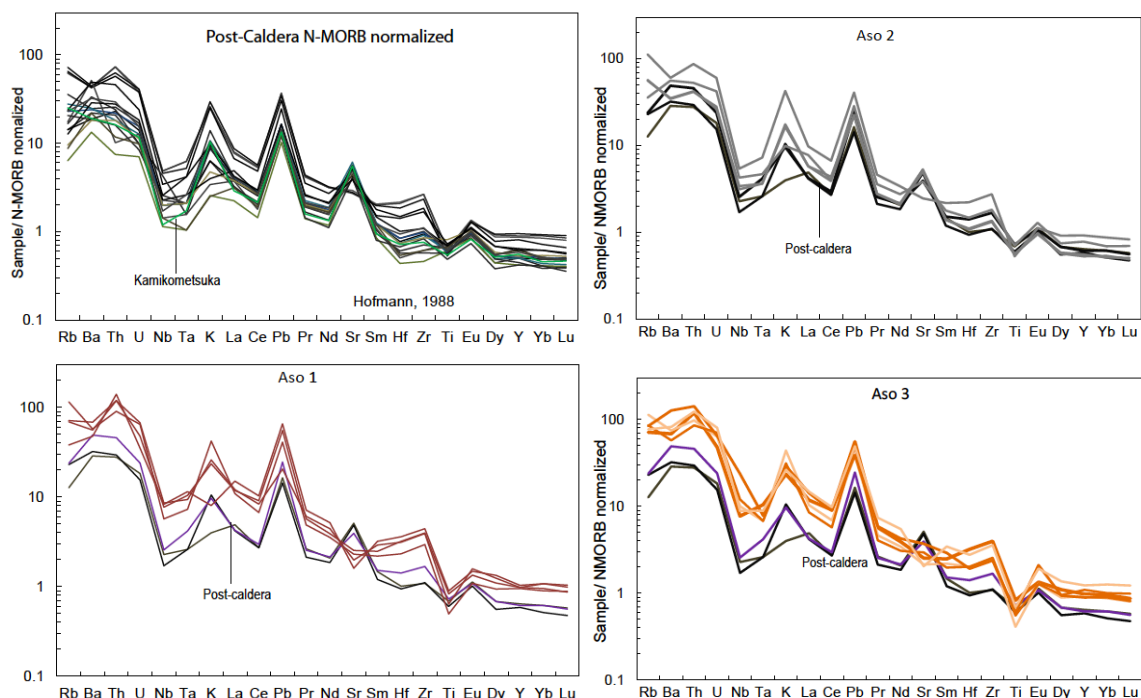 Post-Caldera N-MORB normalized
Sample/ N-MORB normalized
100
10
1
0.1
Kamikometsuka
Hofmann, 1988
Rb Ba Th U Nb Ta K La Ce Pb Pr Nd Sr Sm Hf Zr Ti Eu Dy Y Yb Lu
Aso 2
Sample/ NMORB normalized
100
10
1
0.1
Post-caldera
Rb Ba Th U Nb Ta K La Ce Pb Pr Nd Sr Sm Hf Zr Ti Eu Dy Y Yb Lu
Aso 1
100
10
1
0.1
Post-caldera
Rb Ba Th U Nb Ta K La Ce Pb Pr Nd Sr Sm Hf Zr Ti Eu Dy Y Yb Lu
Aso 3
Sample/ NMORB normalized
100
10
1
0.1
Post-caldera
Rb Ba Th U Nb Ta K La Ce Pb Pr Nd Sr Sm Hf Zr Ti Eu Dy Y Yb Lu